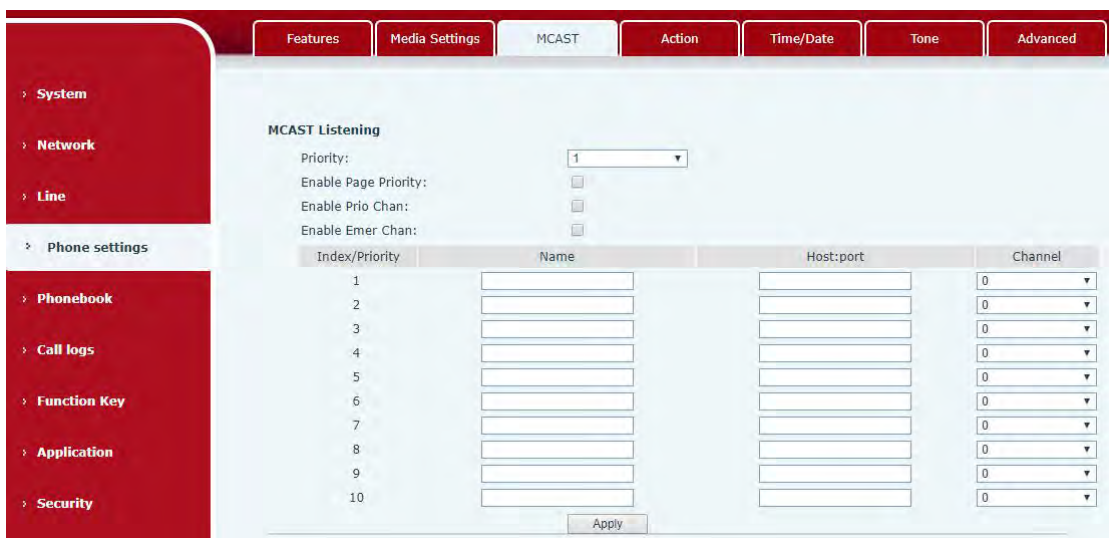 Features Media Settings MCAST Action Time/Date Tone Advanced
› System
› Network
› Line
› Phone settings
› Phonebook
› Call logs
› Function Key
› Application
› Security
MCAST Listening
Priority: 1
Enable Page Priority:
Enable Prio Chan:
Enable Emer Chan:
Index/Priority Name Host:port Channel
1 0
2 0
3 0
4 0
5 0
6 0
7 0
8 0
9 0
10 0
Apply